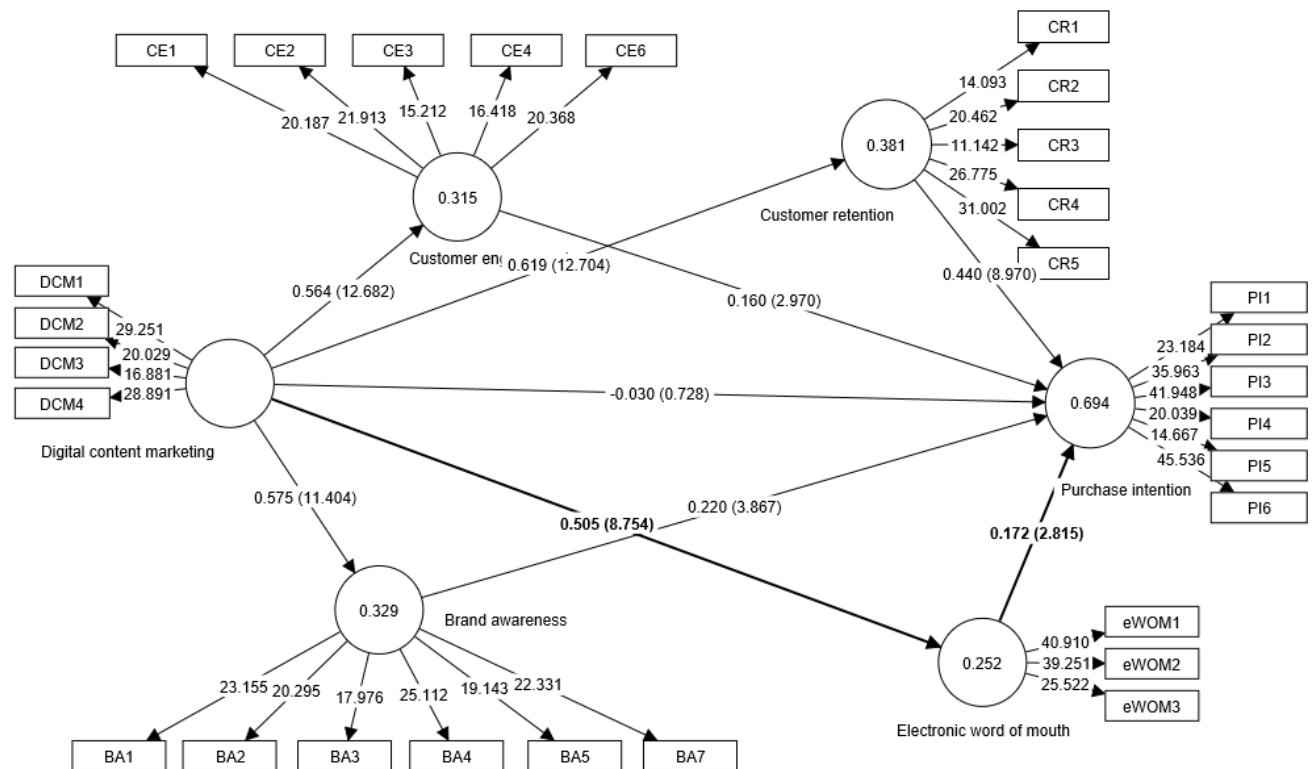 CR1
CE1 CE2 CE3 CE4 CE6
14.093
CR2
20.187 21.913 15.212 16.418 20.368
20.462
0.381
11.142
CR3
26.775
0.315
CR4
31.002
Customer retention
CR5
Customer en
0.619 (12.704)
0.440 (8.970)
DCM1
0.564 (12.682)
0.160 (2.970)
PI1
DCM2
29.251
23.184
PI2
20.029
35.963
DCM3
16.881
41.948
PI3
DCM4
28.891
-0.030 (0.728)
0.694
20.039
PI4
14.667
Digital content marketing
45.536
PI5
0.575 (11.404)
0.220 (3.867)
Purchase intention
PI6
0.505 (8.754)
0.172 (2.815)
0.329
Brand awareness
40.910
eWOM1
0.252
39.251
eWOM2
23.155 20.295 17.976 25.112 19.143 22.331
25.522
eWOM3
Electronic word of mouth
BA1 BA2 BA3 BA4 BA5 BA7